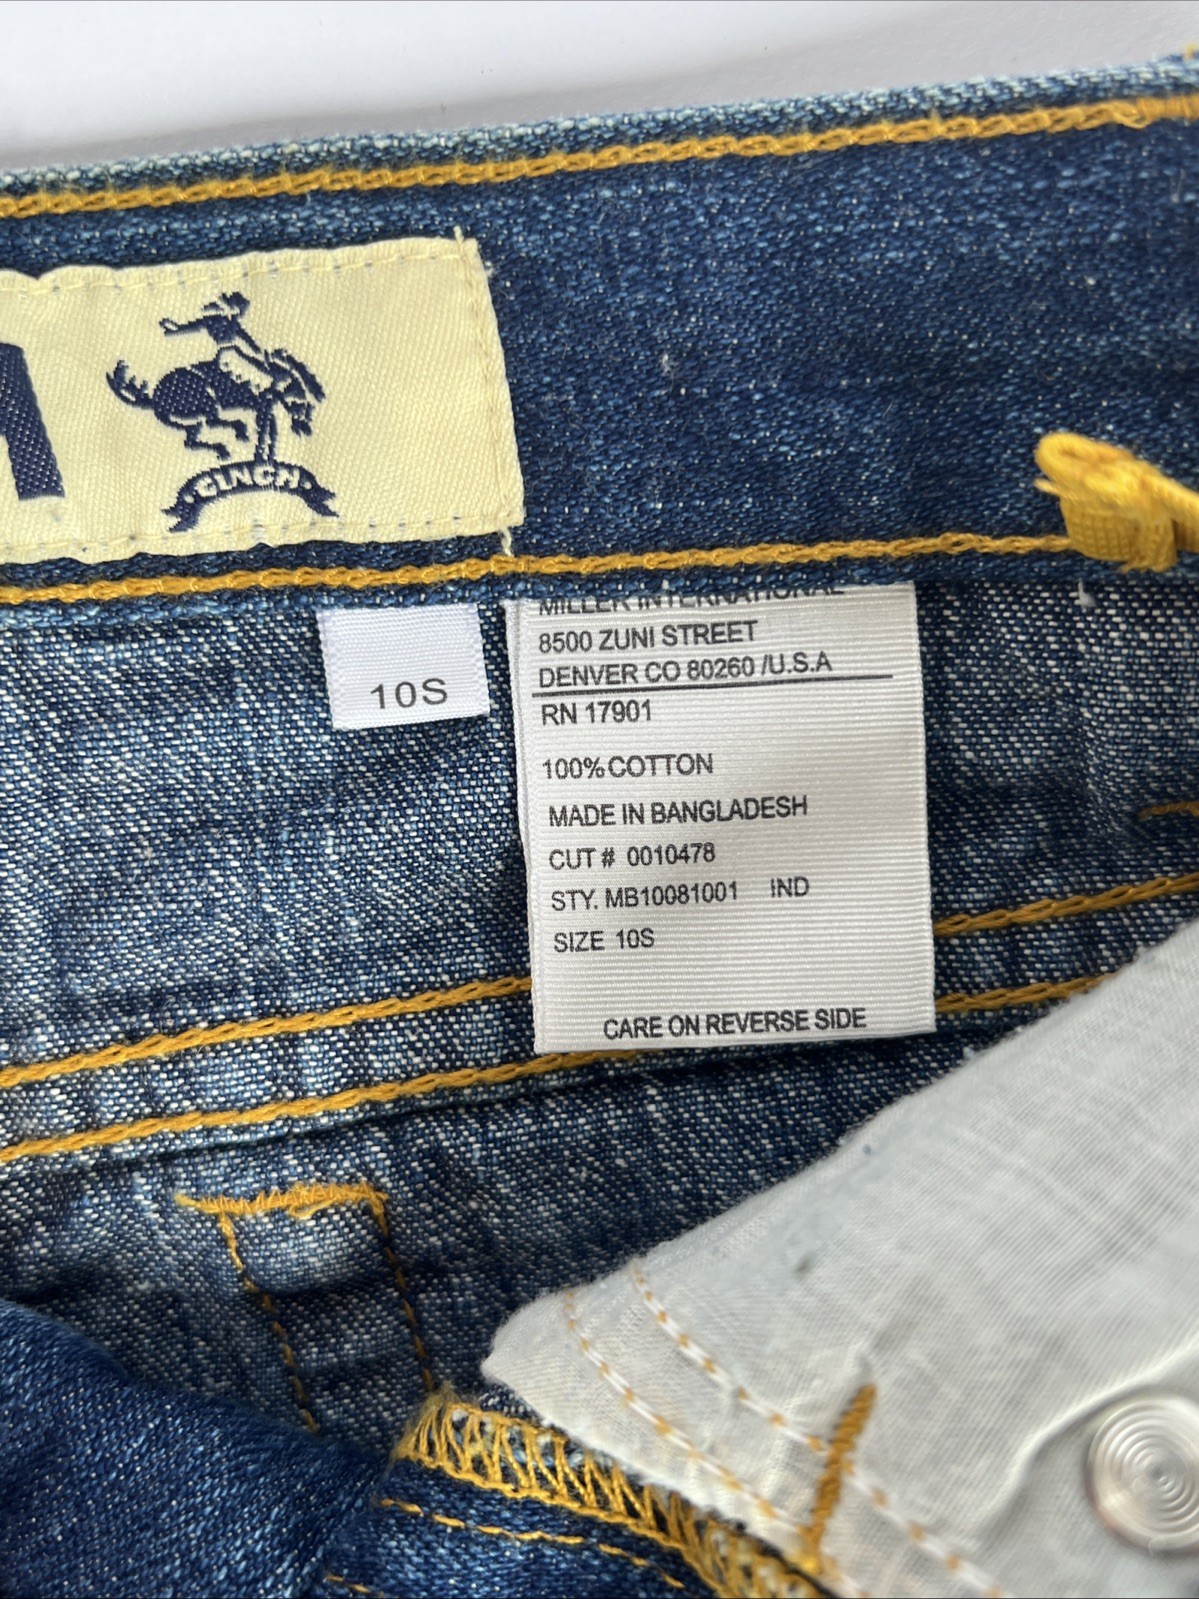 H
CINCH
10S
MILLER INTERNATIONAL
8500 ZUNI STREET
DENVER CO 80260 /U.S.A
RN 17901
100% COTTON
MADE IN BANGLADESH
CUT # 0010478
STY. MB10081001 IND
SIZE 10S
CARE ON REVERSE SIDE